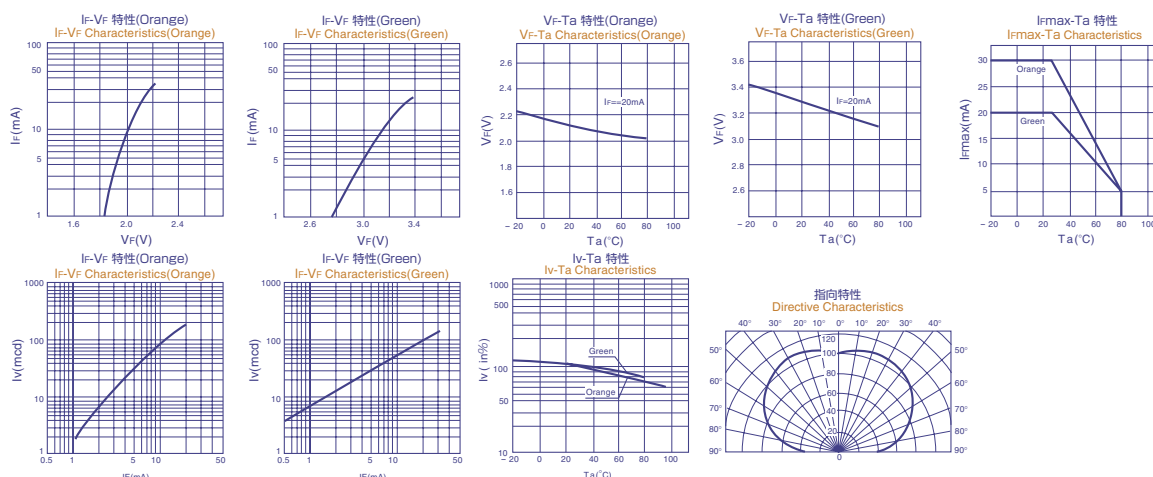 IF-VF 特性(Orange)
IF-VF Characteristics(Orange)
100
50
10
5
1
IF(mA)
1.6
2.0
2.4
VF(V)
IF-VF 特性(Green)
IF-VF Characteristics(Green)
100
50
10
5
1
IF(mA)
2.6
3.0
3.4
VF(V)
VF-Ta 特性(Orange)
VF-Ta Characteristics(Orange)
2.6
2.4
2.2
2.0
1.8
1.6
VF(V)
IF==20mA
−20
0
20
40
60
80
100
Ta(°C)
VF-Ta 特性(Green)
VF-Ta Characteristics(Green)
3.6
3.4
3.2
3.0
2.8
2.6
VF(V)
IF=20mA
−20
0
20
40
60
80
100
Ta(°C)
IFmax-Ta 特性
IFmax-Ta Characteristics
30
25
20
15
10
5
IFmax(mA)
Orange
Green
−20
0
20
40
60
80
100
Ta(°C)
IF-VF 特性(Orange)
IF-VF Characteristics(Orange)
1000
100
10
1
Iv(mcd)
0.5
1
5
10
50
IF(mA)
IF-VF 特性(Green)
IF-VF Characteristics(Green)
1000
100
10
1
Iv(mcd)
0.5
1
5
10
50
IF(mA)
Iv-Ta 特性
Iv-Ta Characteristics
1000
500
100
50
10
Iv ( in%)
Green
Orange
−20
0
20
40
60
80
100
Ta(°C)
指向特性
Directive Characteristics
40° 30° 20° 10° 0° 10° 20° 30° 40°
120
50° 100 50°
80
60° 60 60°
70° 40 70°
80° 20 80°
90° 0 90°